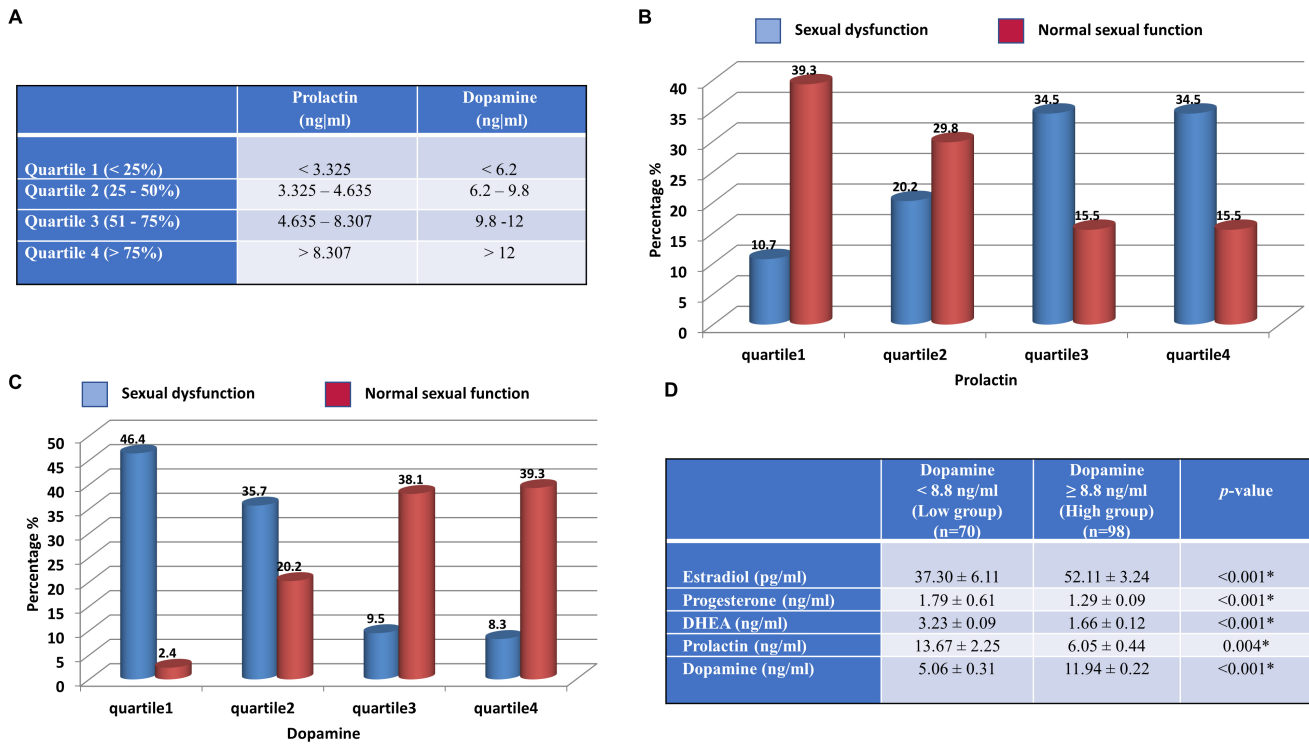 A
Prolactin
(ng|ml)
Dopamine
(ng|ml)
Quartile 1 (< 25%) < 3.325 < 6.2
Quartile 2 (25 - 50%) 3.325 – 4.635 6.2 – 9.8
Quartile 3 (51 - 75%) 4.635 – 8.307 9.8 -12
Quartile 4 (> 75%) > 8.307 > 12
B
Sexual dysfunction Normal sexual function
Percentage %
40
35
30
25
20
15
10
5
0
10.7 39.3 20.2 29.8 34.5 15.5 34.5 15.5
quartile1 quartile2 quartile3 quartile4
Prolactin
C
Sexual dysfunction Normal sexual function
Percentage %
50
45
40
35
30
25
20
15
10
5
0
46.4 2.4 35.7 20.2 9.5 38.1 8.3 39.3
quartile1 quartile2 quartile3 quartile4
Dopamine
D
Dopamine
< 8.8 ng/ml
(Low group)
(n=70)
Dopamine
≥ 8.8 ng/ml
(High group)
(n=98)
p-value
Estradiol (pg/ml) 37.30 ± 6.11 52.11 ± 3.24 <0.001*
Progesterone (ng/ml) 1.79 ± 0.61 1.29 ± 0.09 <0.001*
DHEA (ng/ml) 3.23 ± 0.09 1.66 ± 0.12 <0.001*
Prolactin (ng/ml) 13.67 ± 2.25 6.05 ± 0.44 0.004*
Dopamine (ng/ml) 5.06 ± 0.31 11.94 ± 0.22 <0.001*